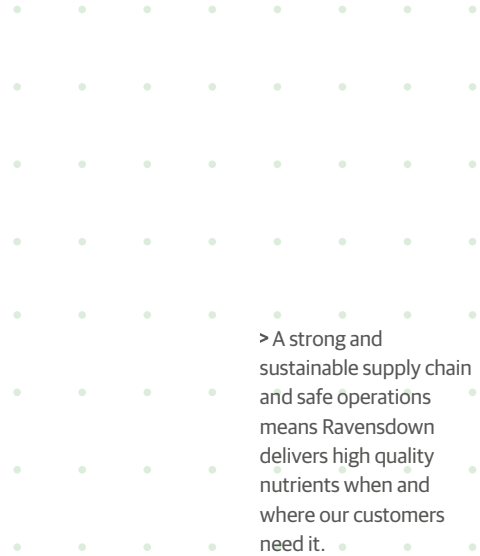 > A strong and
sustainable supply chain
and safe operations
means Ravensdown
delivers high quality
nutrients when and
where our customers
need it.